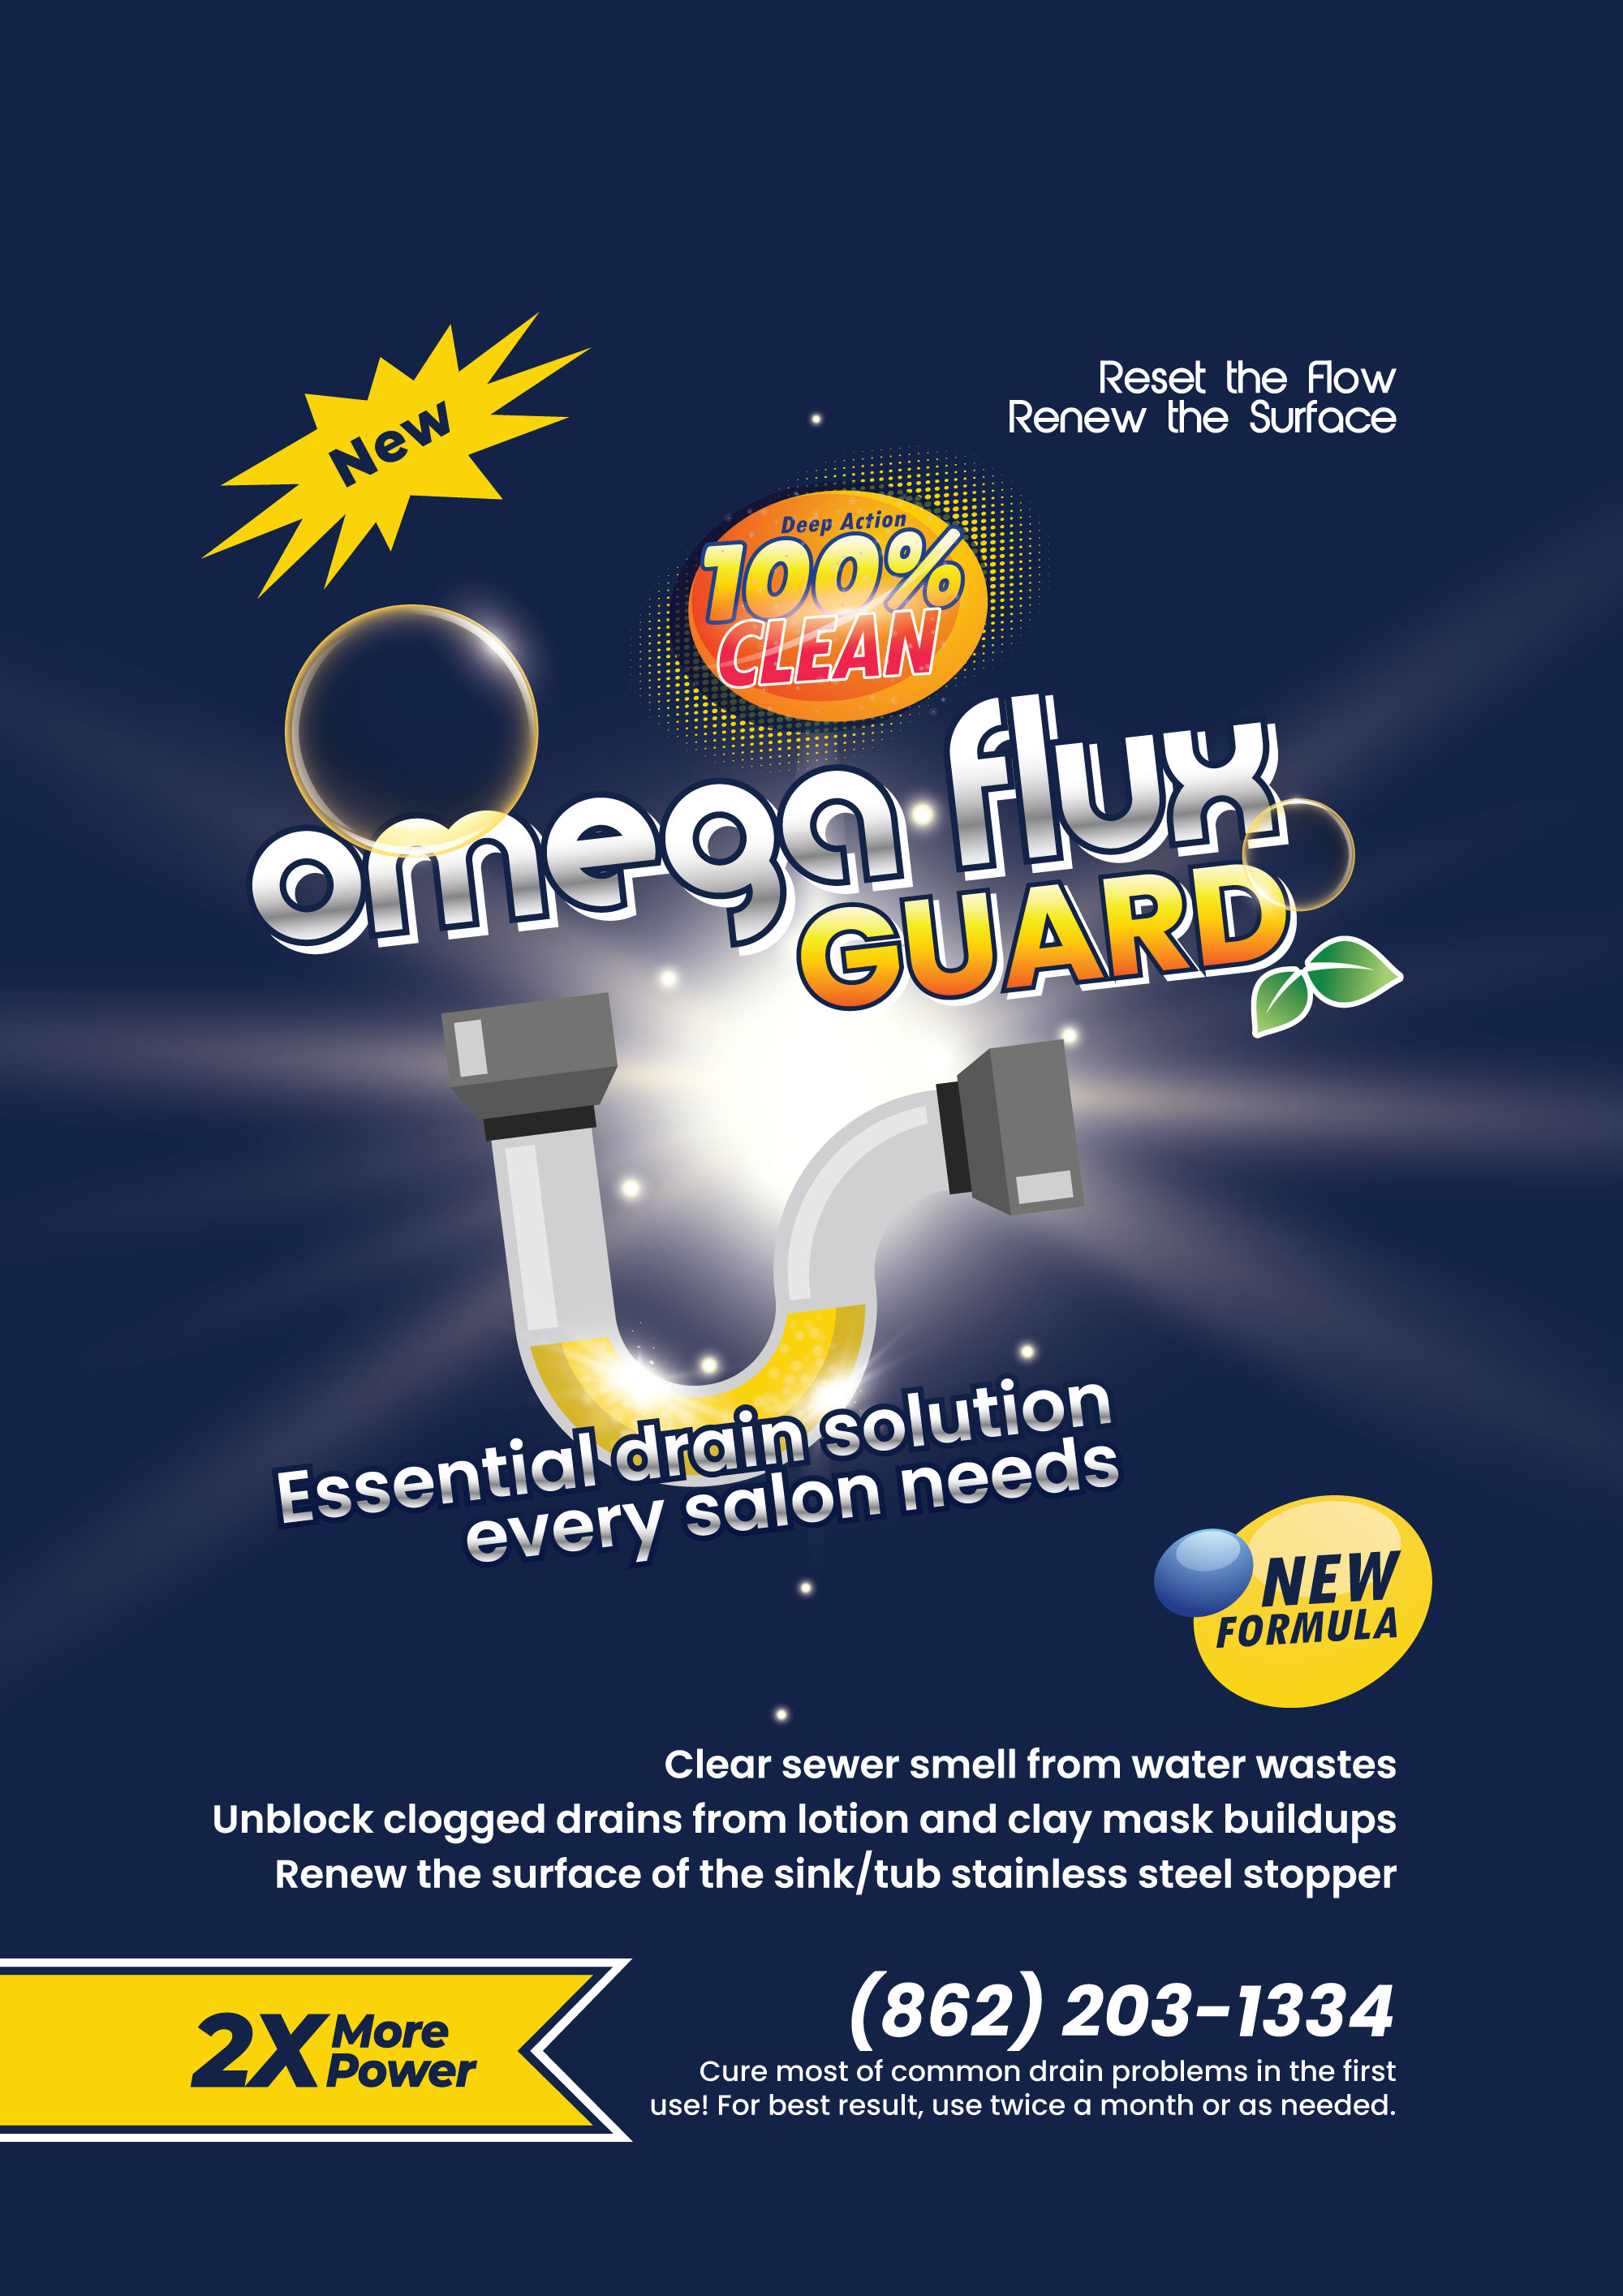 New
Reset the Flow
Renew the Surface
Deep Action
100%
CLEAN
omega flux
GUARD
Essential drain solution
every salon needs
NEW
FORMULA
Clear sewer smell from water wastes
Unblock clogged drains from lotion and clay mask buildups
Renew the surface of the sink/tub stainless steel stopper
2X More
Power
(862) 203-1334
Cure most of common drain problems in the first
use! For best result, use twice a month or as needed.